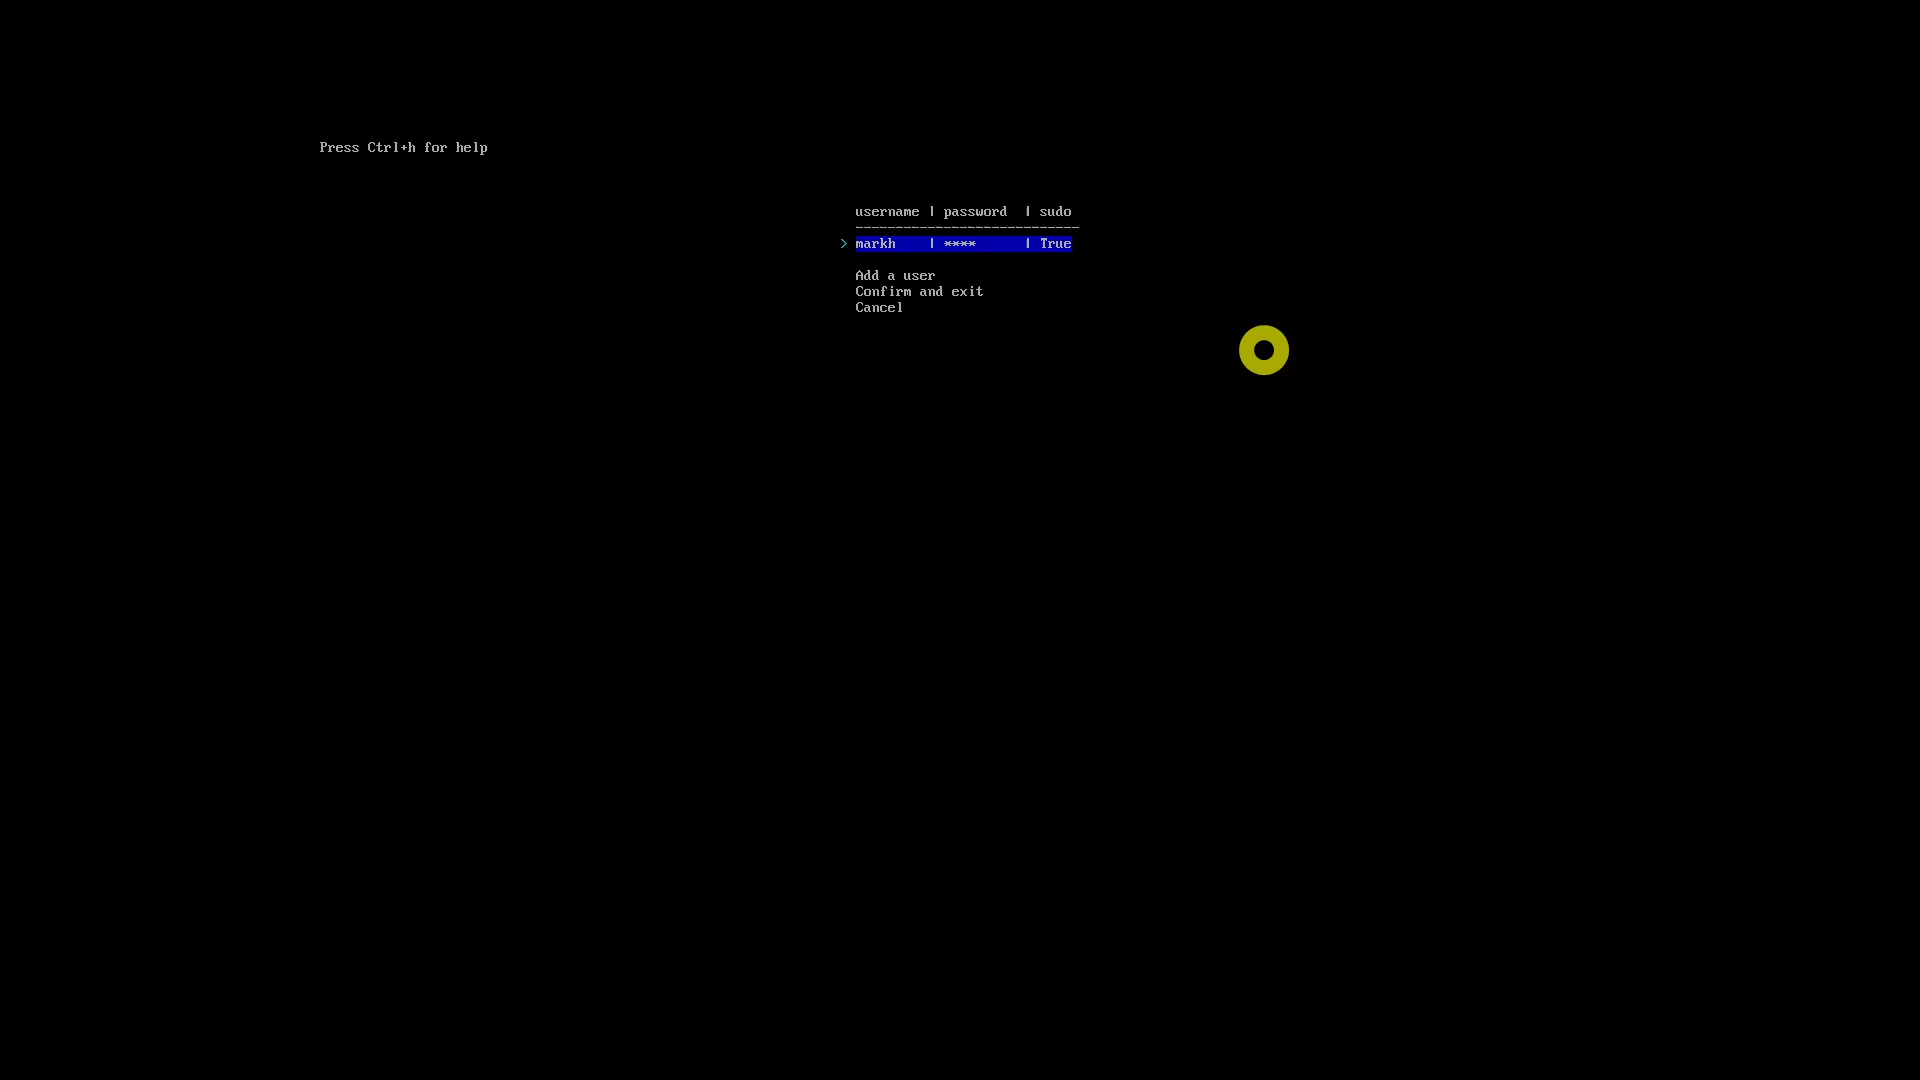 Press Ctrl+h for help
username | password | sudo
----------------------------
> markh | **** | True
Add a user
Confirm and exit
Cancel